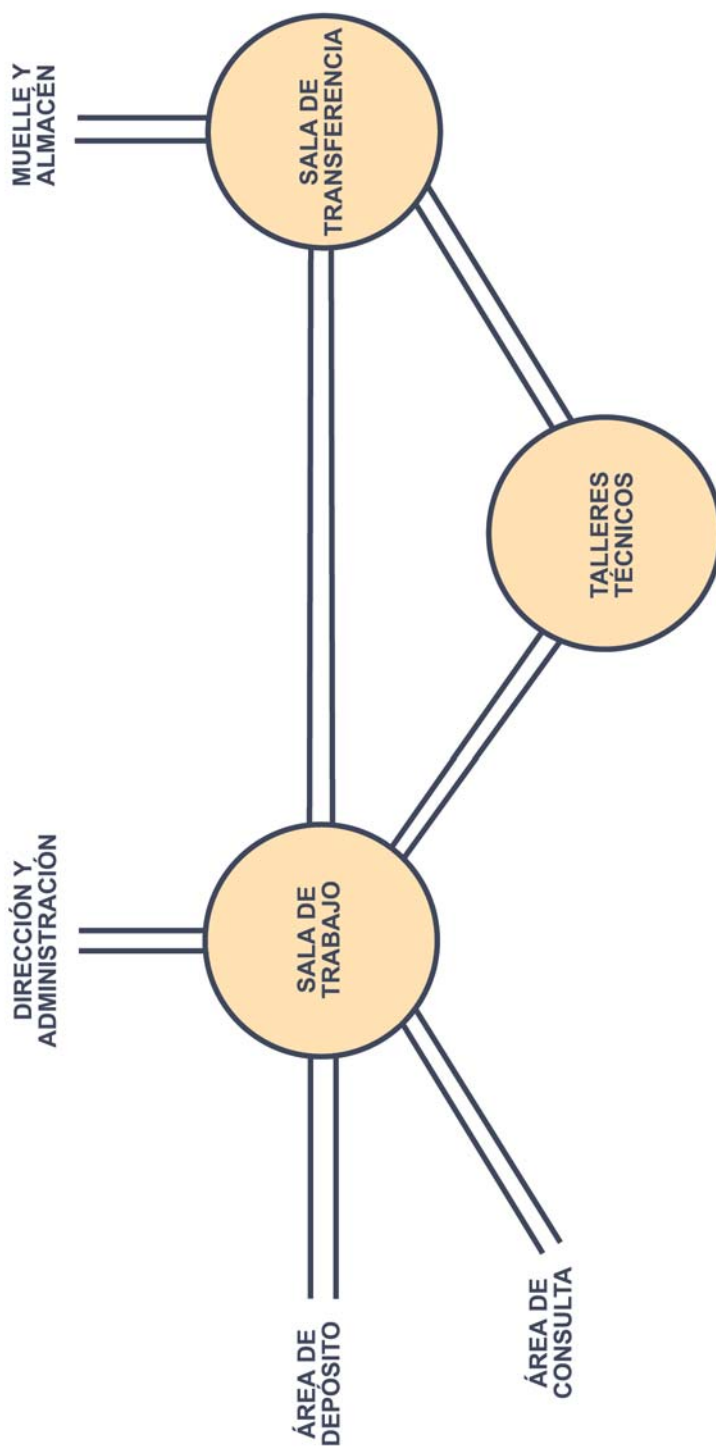 DIRECCIÓN Y
ADMINISTRACIÓN
MUELLE Y
ALMACÉN
ÁREA DE
DEPÓSITO
SALA DE
TRABAJO
SALA DE
TRANSFERENCIA
ÁREA DE
CONSULTA
TALLERES
TÉCNICOS